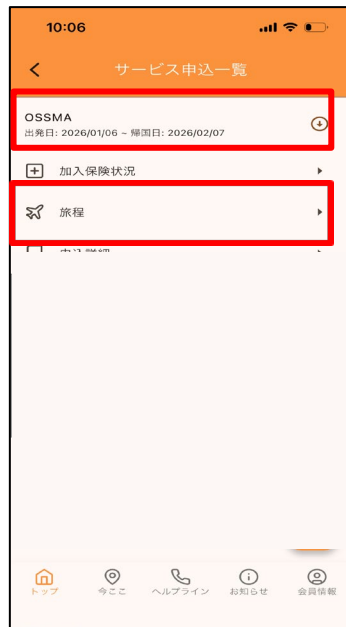 10:06
サービス申込一覧
OSSMA
出発日: 2026/01/06 ~ 帰国日: 2026/02/07
加入保険状況
旅程
トップ
今ここ
ヘルプライン
お知らせ
会員情報